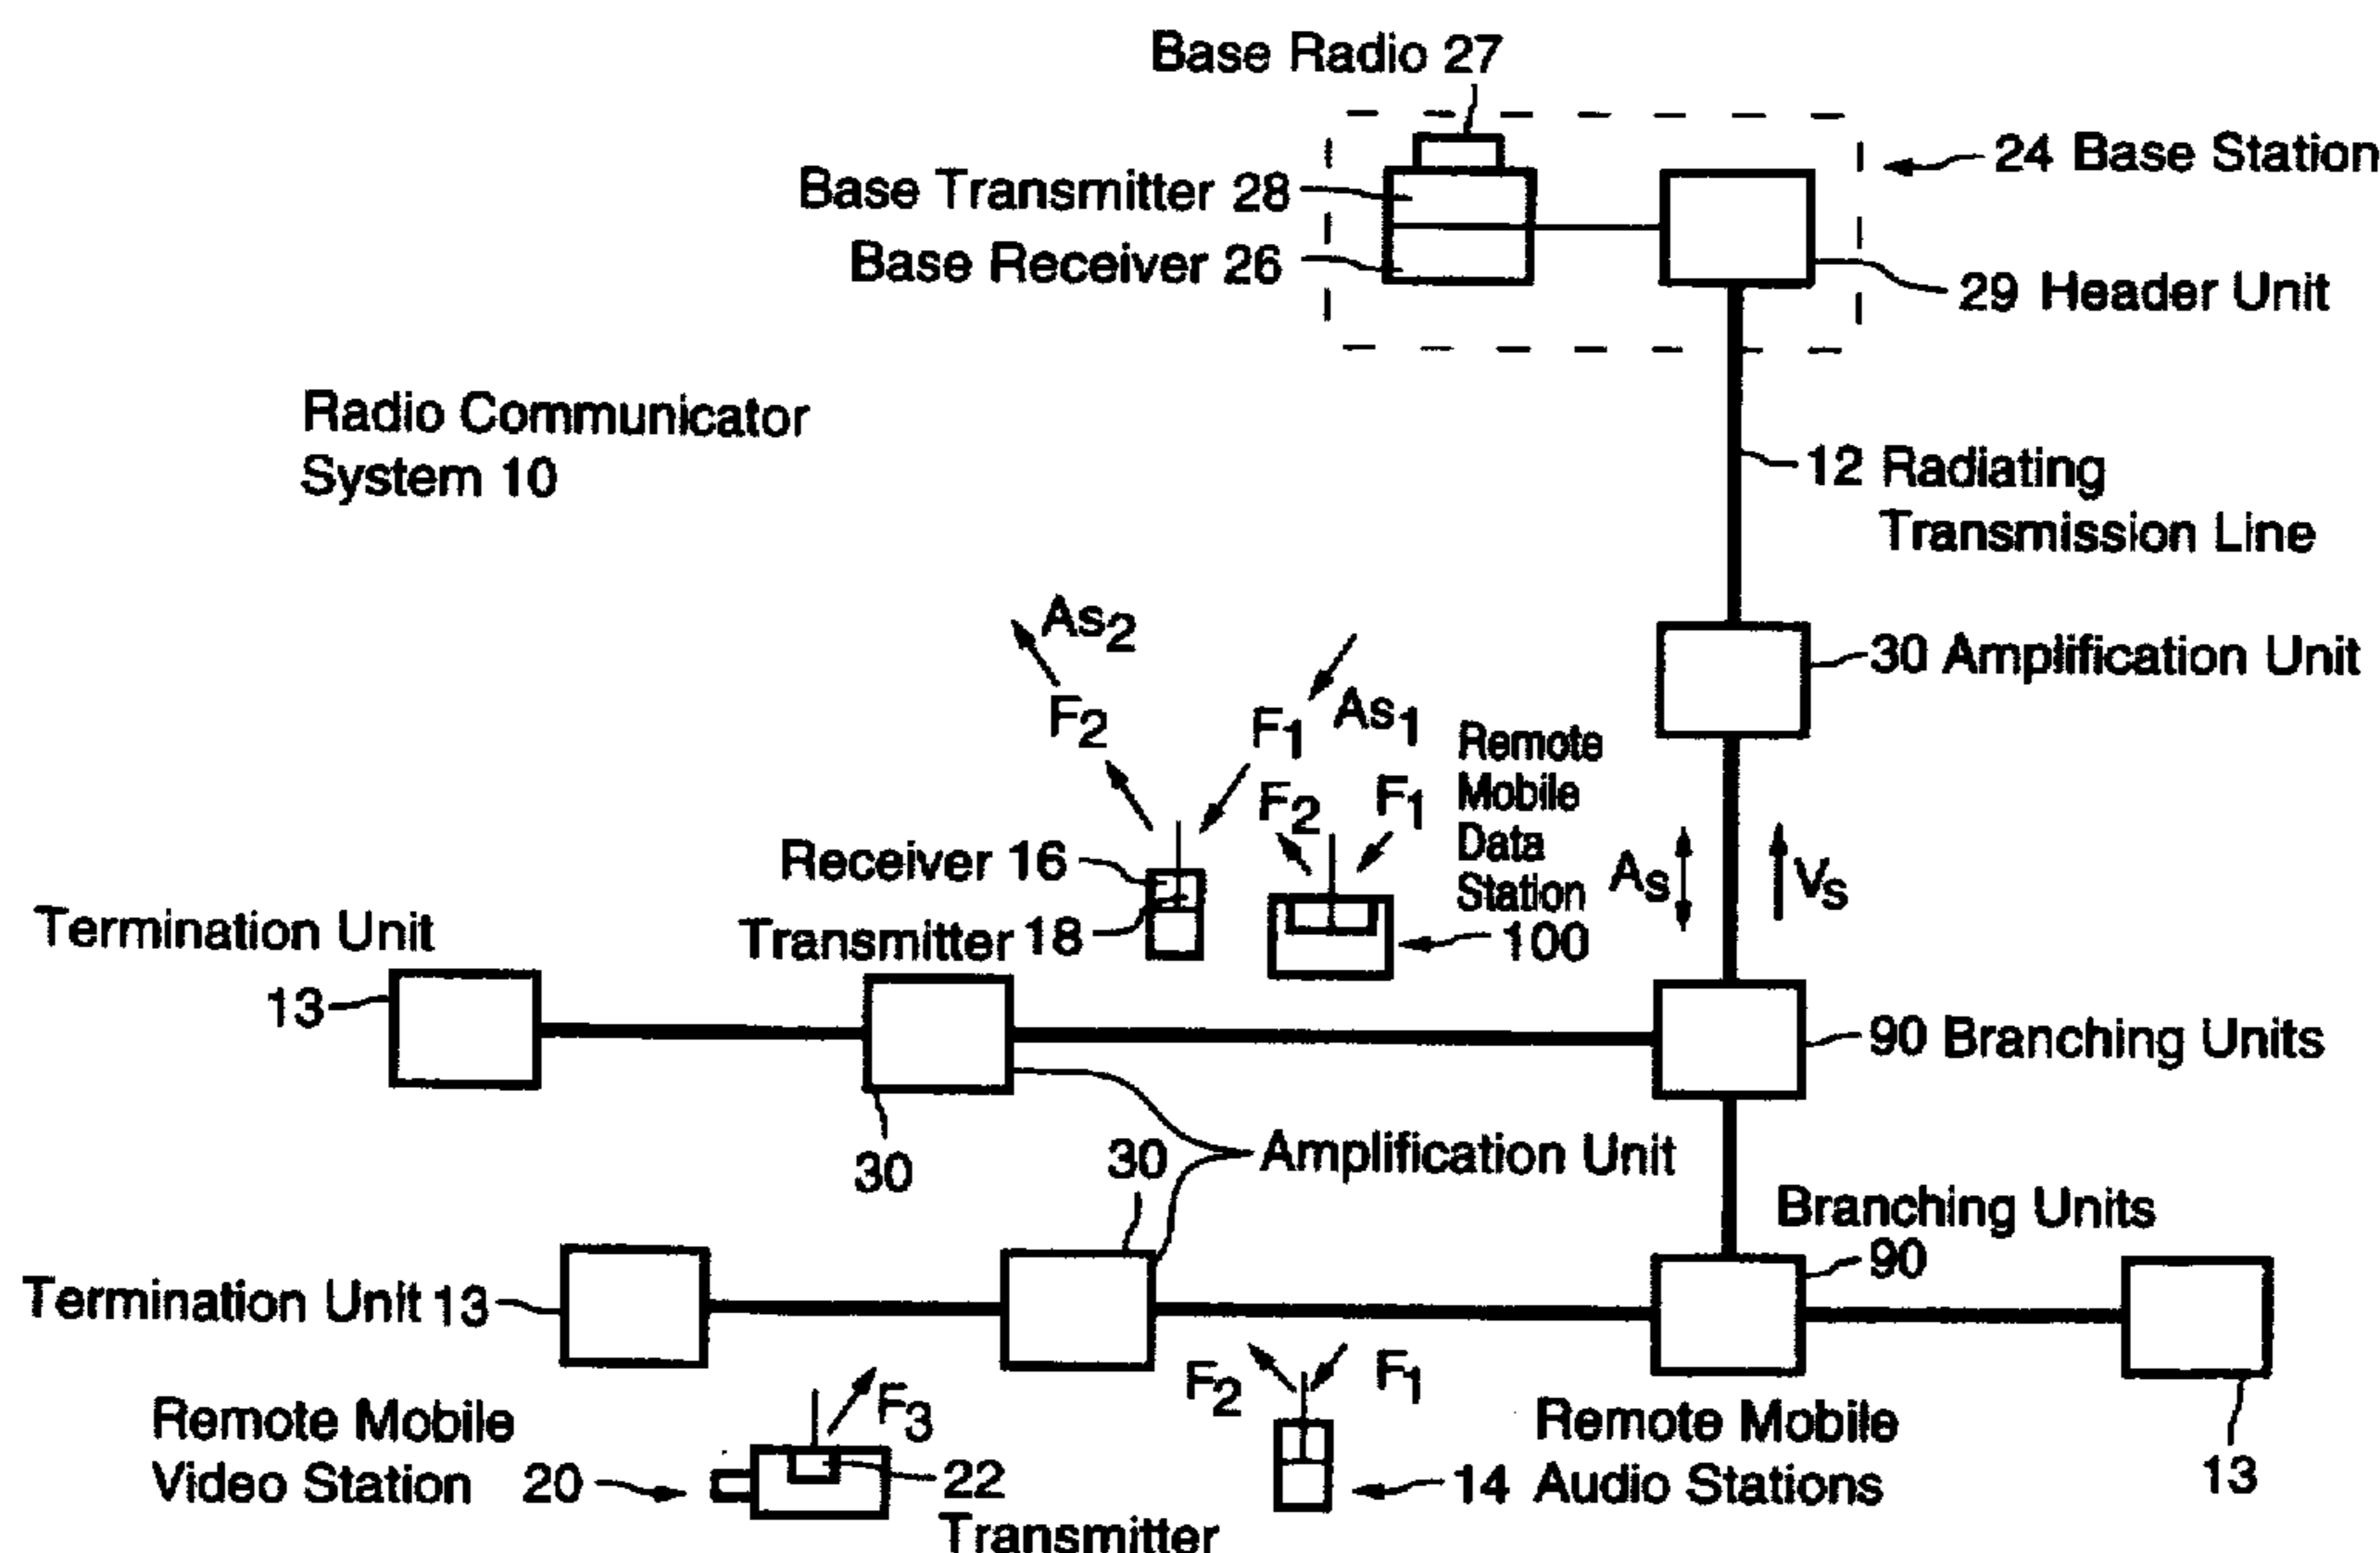 Base Radio 27
Base Transmitter 28
24 Base Station
Base Receiver 26
29 Header Unit
Radio Communicator
System 10
12 Radiating
Transmission Line
As2
30 Amplification Unit
F2
F1
As1
Remote
Mobile
Data
Station
100
F2
F1
Receiver 16
Transmitter 18
As
Vs
Termination Unit
13
90 Branching Units
30
30
Amplification Unit
Branching Units
90
Termination Unit 13
F2
F1
F3
Remote Mobile
Video Station 20
22
Transmitter
Remote Mobile
14 Audio Stations
13